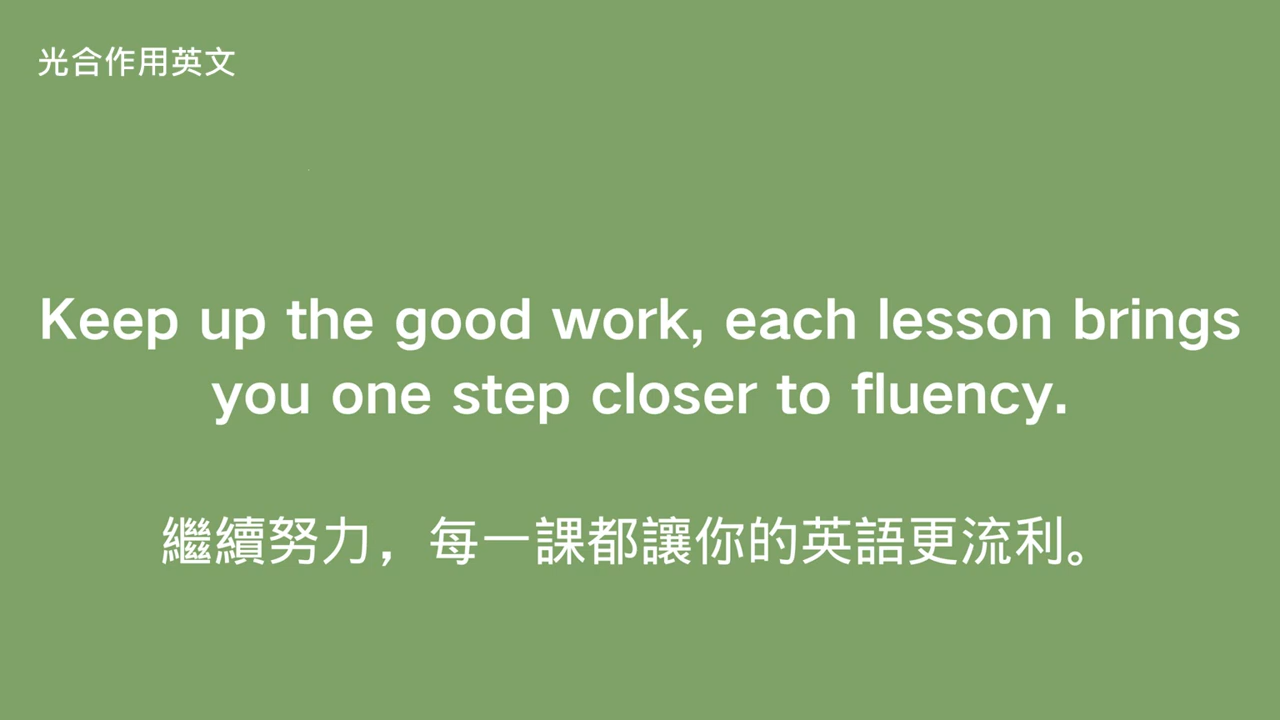 光合作用英文
Keep up the good work, each lesson brings
you one step closer to fluency.
繼續努力，每一課都讓你的英語更流利。